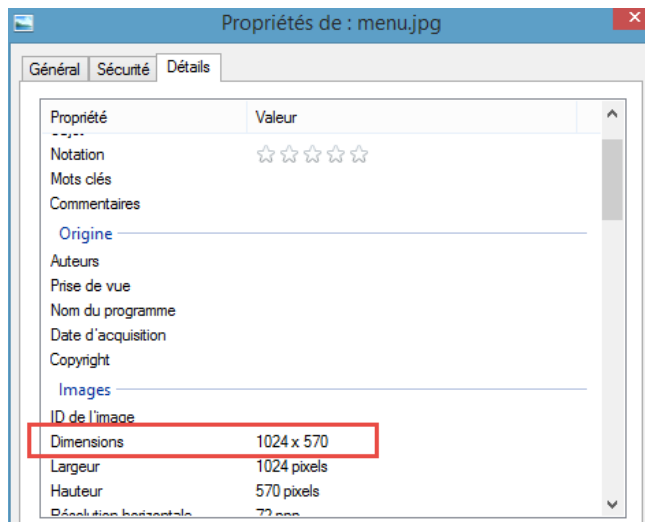 Propriétés de : menu.jpg
Général Sécurité Détails
Propriété Valeur
Notation
Mots clés
Commentaires
Origine
Auteurs
Prise de vue
Nom du programme
Date d'acquisition
Copyright
Images
ID de l'image
Dimensions 1024 x 570
Largeur 1024 pixels
Hauteur 570 pixels
Résolution horizontale 72 ppp